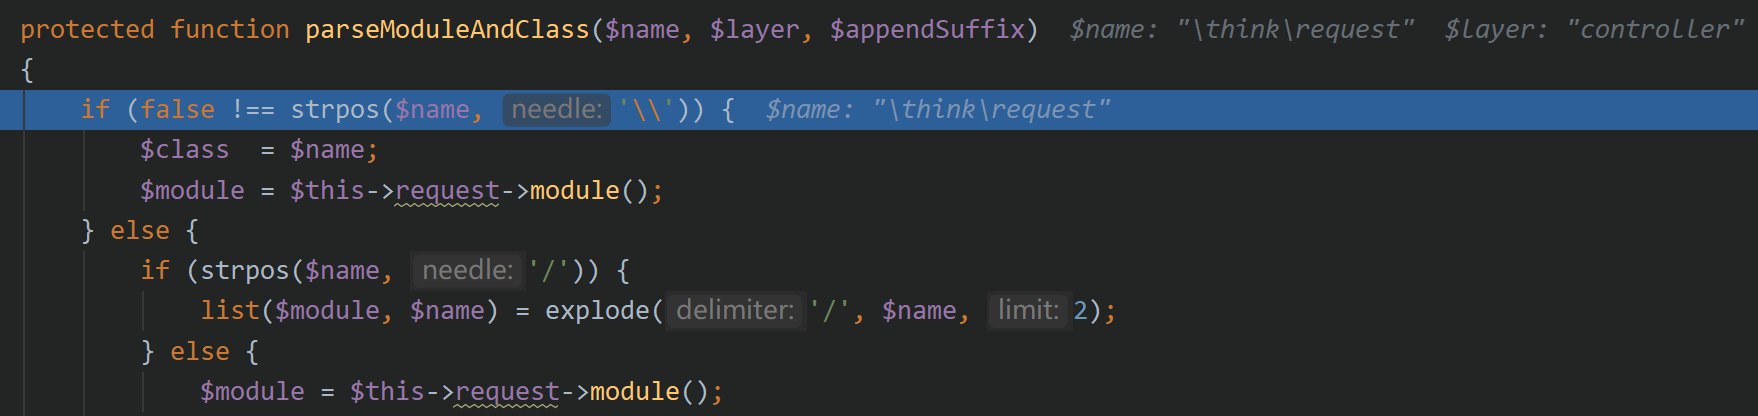 protected function parseModuleAndClass($name, $layer, $appendSuffix)  $name: "\think\request"  $layer: "controller"
{
    if (false !== strpos($name, needle: '\\')) {  $name: "\think\request"
        $class  = $name;
        $module = $this->request->module();
    } else {
        if (strpos($name, needle: '/')) {
            list($module, $name) = explode(delimiter: '/', $name, limit: 2);
        } else {
            $module = $this->request->module();